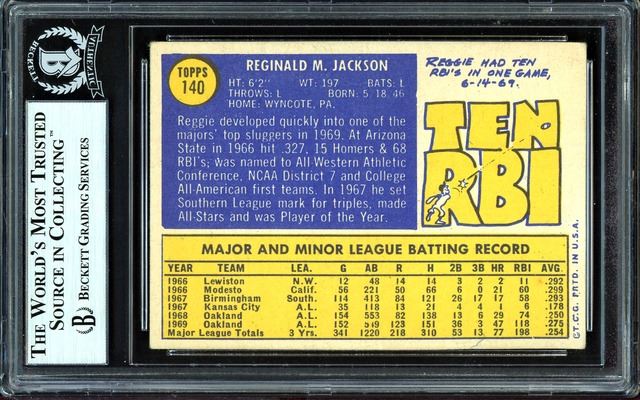 BECKETT
AUTHENTIC
THE WORLD'S MOST TRUSTED
SOURCE IN COLLECTING™
BECKETT GRADING SERVICES
B
TOPPS
140
REGINALD M. JACKSON
HT: 6'2" WT: 197 BATS: L
THROWS: L BORN: 5. 18. 46
HOME: WYNCOTE, PA.
Reggie developed quickly into one of the
majors' top sluggers in 1969. At Arizona
State in 1966 hit .327, 15 Homers & 68
RBI's; was named to All-Western Athletic
Conference, NCAA District 7 and College
All-American first teams. In 1967 he set
Southern League mark for triples, made
All-Stars and was Player of the Year.
REGGIE HAD TEN
RBI'S IN ONE GAME,
6-14-69.
TEN
RBI
MAJOR AND MINOR LEAGUE BATTING RECORD
YEAR TEAM LEA. G AB R H 2B 3B HR RBI AVG.
1966 Lewiston N.W. 12 48 14 14 3 2 2 11 .292
1966 Modesto Calif. 56 221 50 66 6 0 21 60 .299
1967 Birmingham South. 114 413 84 121 26 17 17 58 .293
1967 Kansas City A.L. 35 118 13 21 4 4 1 6 .178
1968 Oakland A.L. 154 553 82 138 13 6 29 74 .250
1969 Oakland A.L. 152 549 123 151 36 3 47 118 .275
Major League Totals 3 Yrs. 341 1220 218 310 53 13 77 198 .254
©T.C.G. PRTD. IN U.S.A.